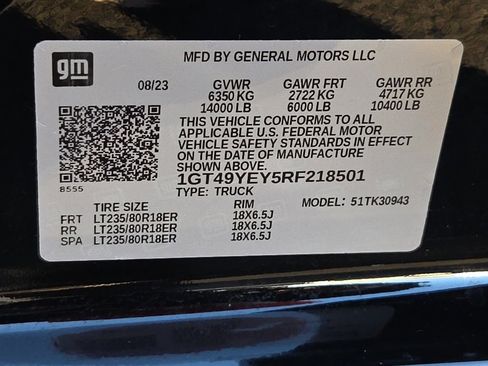 gm
MFD BY GENERAL MOTORS LLC
08/23 GVWR GAWR FRT GAWR RR
6350 KG 2722 KG 4717 KG
14000 LB 6000 LB 10400 LB
THIS VEHICLE CONFORMS TO ALL
APPLICABLE U.S. FEDERAL MOTOR
VEHICLE SAFETY STANDARDS IN EFFECT
ON THE DATE OF MANUFACTURE
SHOWN ABOVE.
8555
1GT49YEY5RF218501
TYPE: TRUCK
TIRE SIZE RIM MODEL: 51TK30943
FRT LT235/80R18ER 18X6.5J
RR LT235/80R18ER 18X6.5J
SPA LT235/80R18ER 18X6.5J